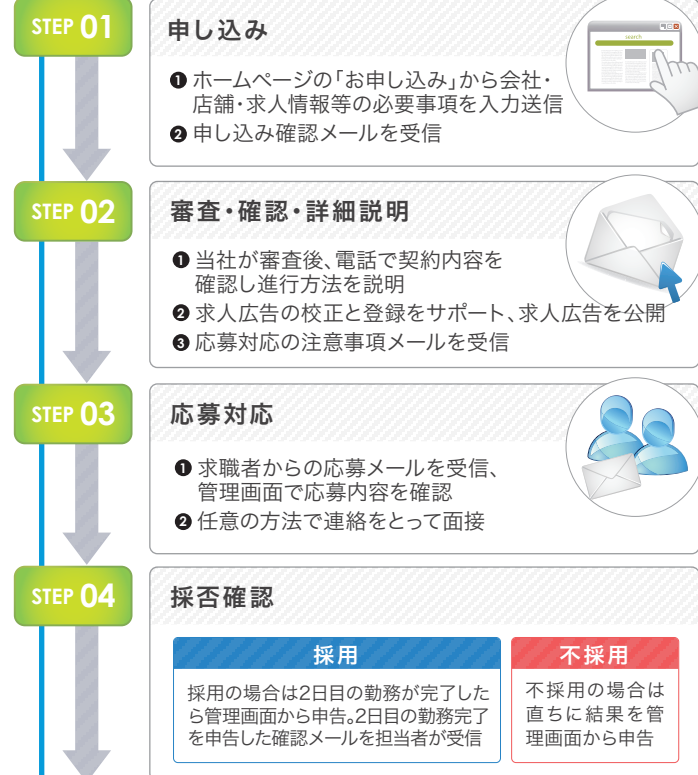 STEP 01
申し込み
search
❶ ホームページの「お申し込み」から会社・
店舗・求人情報等の必要事項を入力送信
❷ 申し込み確認メールを受信
STEP 02
審査・確認・詳細説明
❶ 当社が審査後、電話で契約内容を
確認し進行方法を説明
❷ 求人広告の校正と登録をサポート、求人広告を公開
❸ 応募対応の注意事項メールを受信
STEP 03
応募対応
❶ 求職者からの応募メールを受信、
管理画面で応募内容を確認
❷ 任意の方法で連絡をとって面接
STEP 04
採否確認
採用
採用の場合は2日目の勤務が完了した
ら管理画面から申告。2日目の勤務完了
を申告した確認メールを担当者が受信
不採用
不採用の場合は
直ちに結果を管
理画面から申告